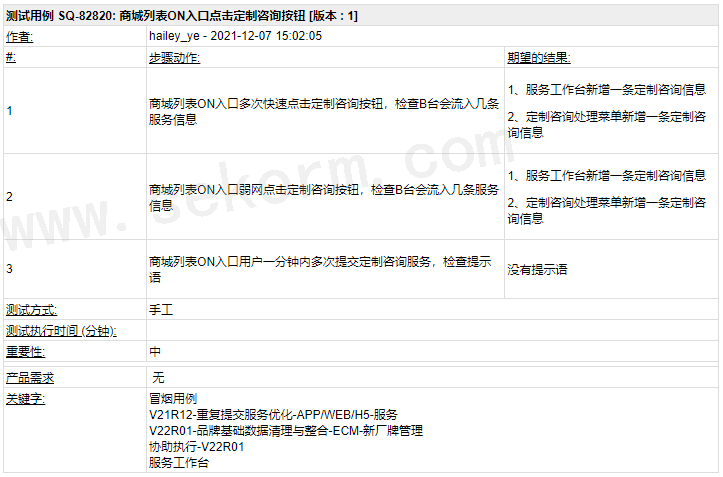 测试用例 SQ-82820: 商城列表ON入口点击定制咨询按钮 [版本 : 1]
作者: hailey_ye - 2021-12-07 15:02:05
#: 步骤动作: 期望的结果:
1 商城列表ON入口多次快速点击定制咨询按钮，检查B台会流入几条
服务信息
1、服务工作台新增一条定制咨询信息
2、定制咨询处理菜单新增一条定制咨
询信息
2 商城列表ON入口弱网点击定制咨询按钮，检查B台会流入几条服务
信息
1、服务工作台新增一条定制咨询信息
2、定制咨询处理菜单新增一条定制咨
询信息
3 商城列表ON入口用户一分钟内多次提交定制咨询服务，检查提示
语
没有提示语
测试方式: 手工
测试执行时间 (分钟):
重要性: 中
产品需求 无
关键字: 冒烟用例
V21R12-重复提交服务优化-APP/WEB/H5-服务
V22R01-品牌基础数据清理与整合-ECM-新厂牌管理
协助执行-V22R01
服务工作台
www.sekorm.com